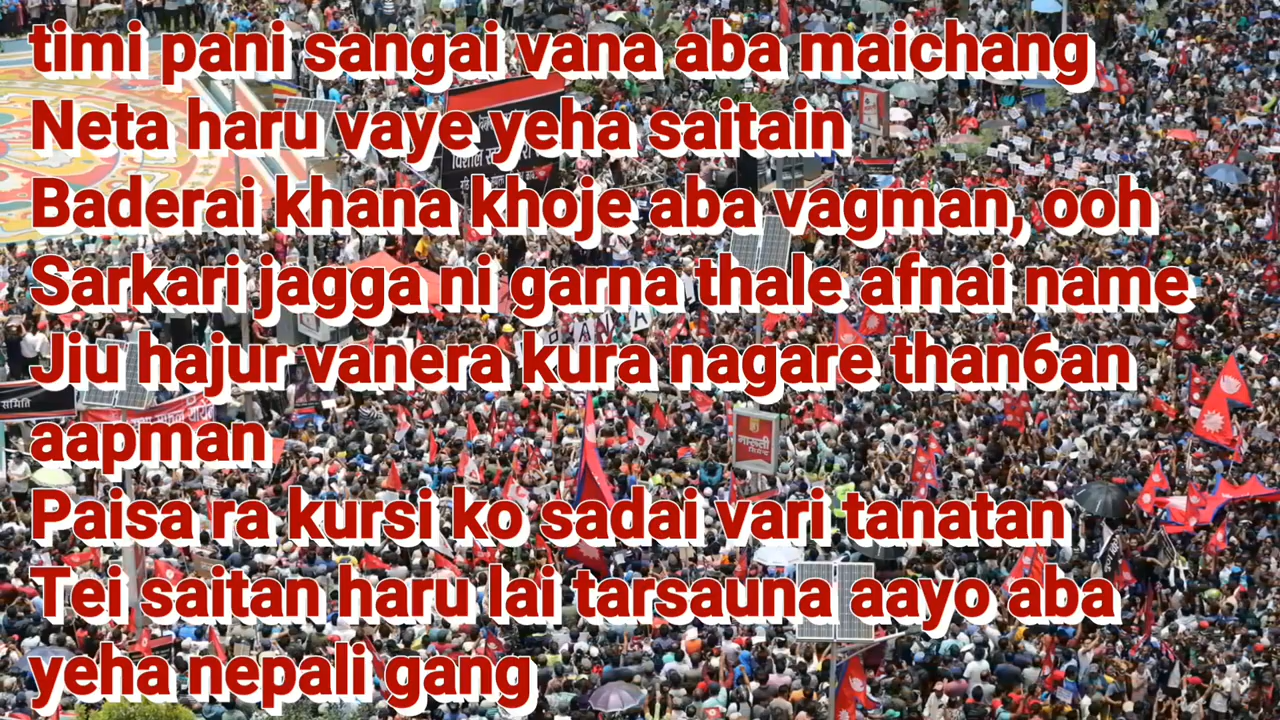 timi pani sangai vana aba maichang
Neta haru vaye yeha saitain
Baderai khana khoje aba vagman, ooh
Sarkari jagga ni garna thale afnai name
Jiu hajur vanera kura nagare than6an
aapman
Paisa ra kursi ko sadai vari tanatan
Tei saitan haru lai tarsauna aayo aba
yeha nepali gang
समिति